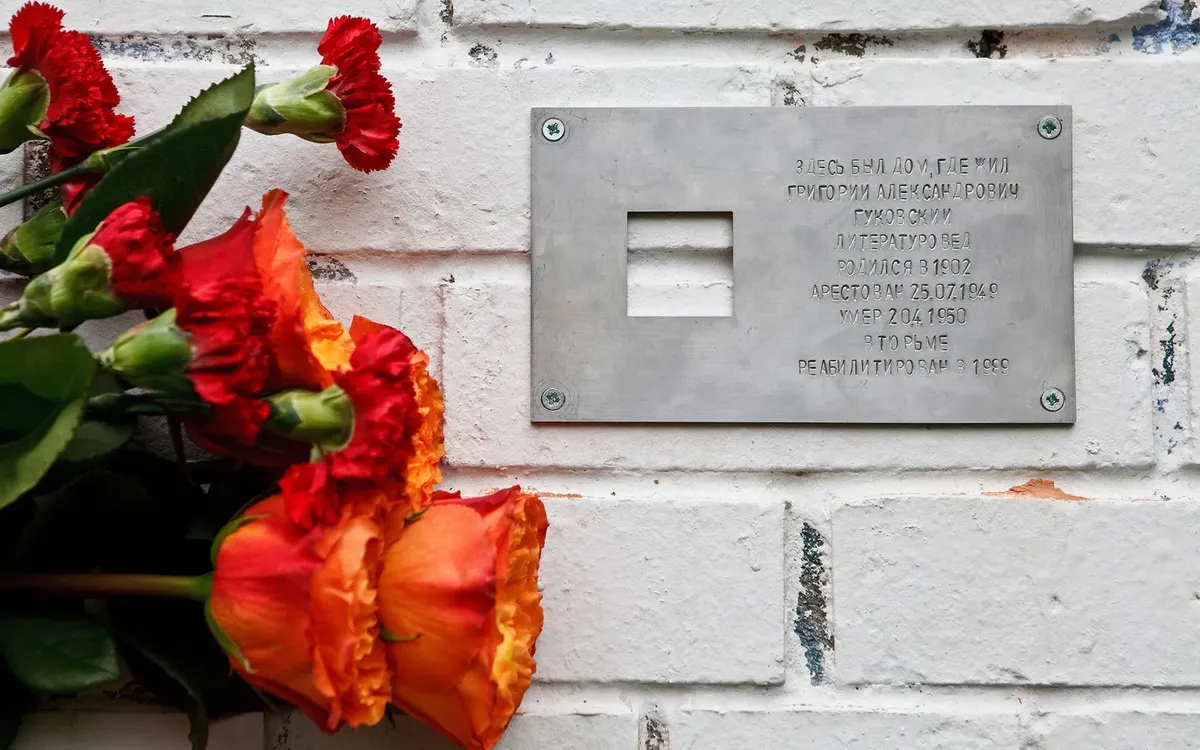 ЗДЕСЬ БЫЛ ДОМ, ГДЕ ЖИЛ
ГРИГОРИЙ АЛЕКСАНДРОВИЧ
ГУКОВСКИЙ
ЛИТЕРАТУРОВЕД
РОДИЛСЯ В 1902
АРЕСТОВАН 25.07.1949
УМЕР 2.04.1950
В ТЮРЬМЕ
РЕАБИЛИТИРОВАН В 1989